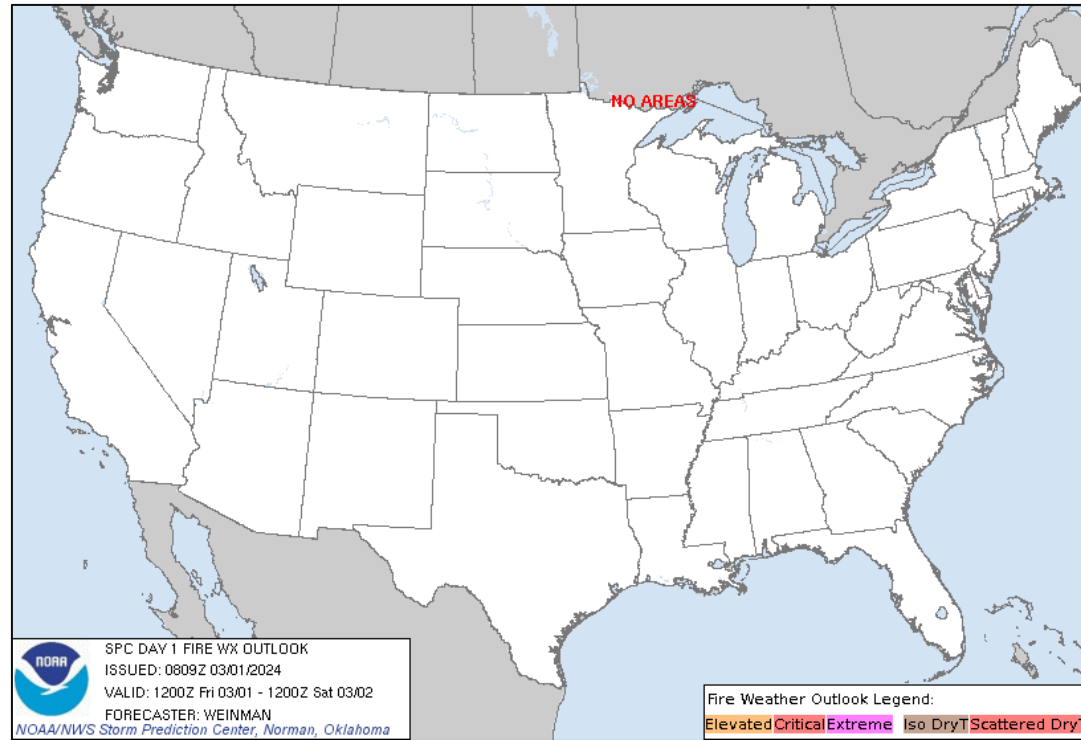 NO AREAS
NOAA
SPC DAY 1 FIRE WX OUTLOOK
ISSUED: 0809Z 03/01/2024
VALID: 1200Z Fri 03/01 - 1200Z Sat 03/02
FORECASTER: WEINMAN
NOAA/NWS Storm Prediction Center, Norman, Oklahoma
Fire Weather Outlook Legend:
Elevated Critical Extreme Iso DryT Scattered DryT